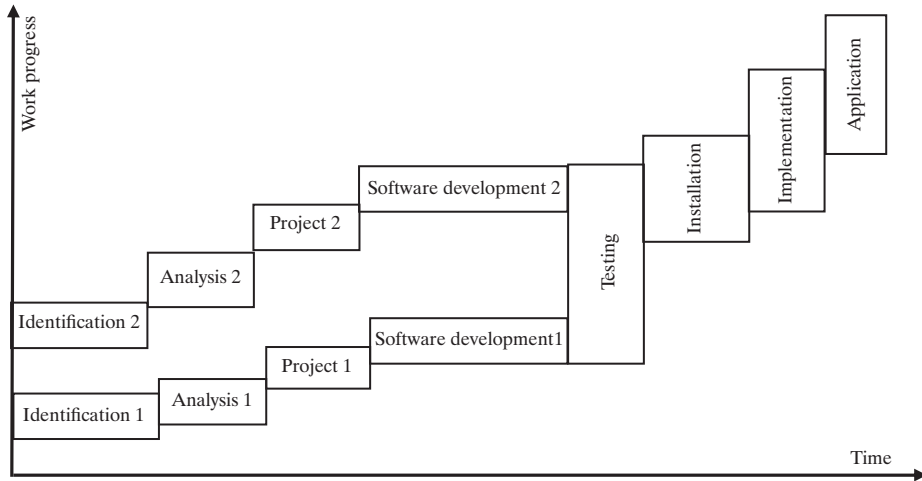 Work progress
Application
Implementation
Installation
Software development 2
Project 2
Testing
Analysis 2
Identification 2
Software development1
Project 1
Analysis 1
Identification 1
Time